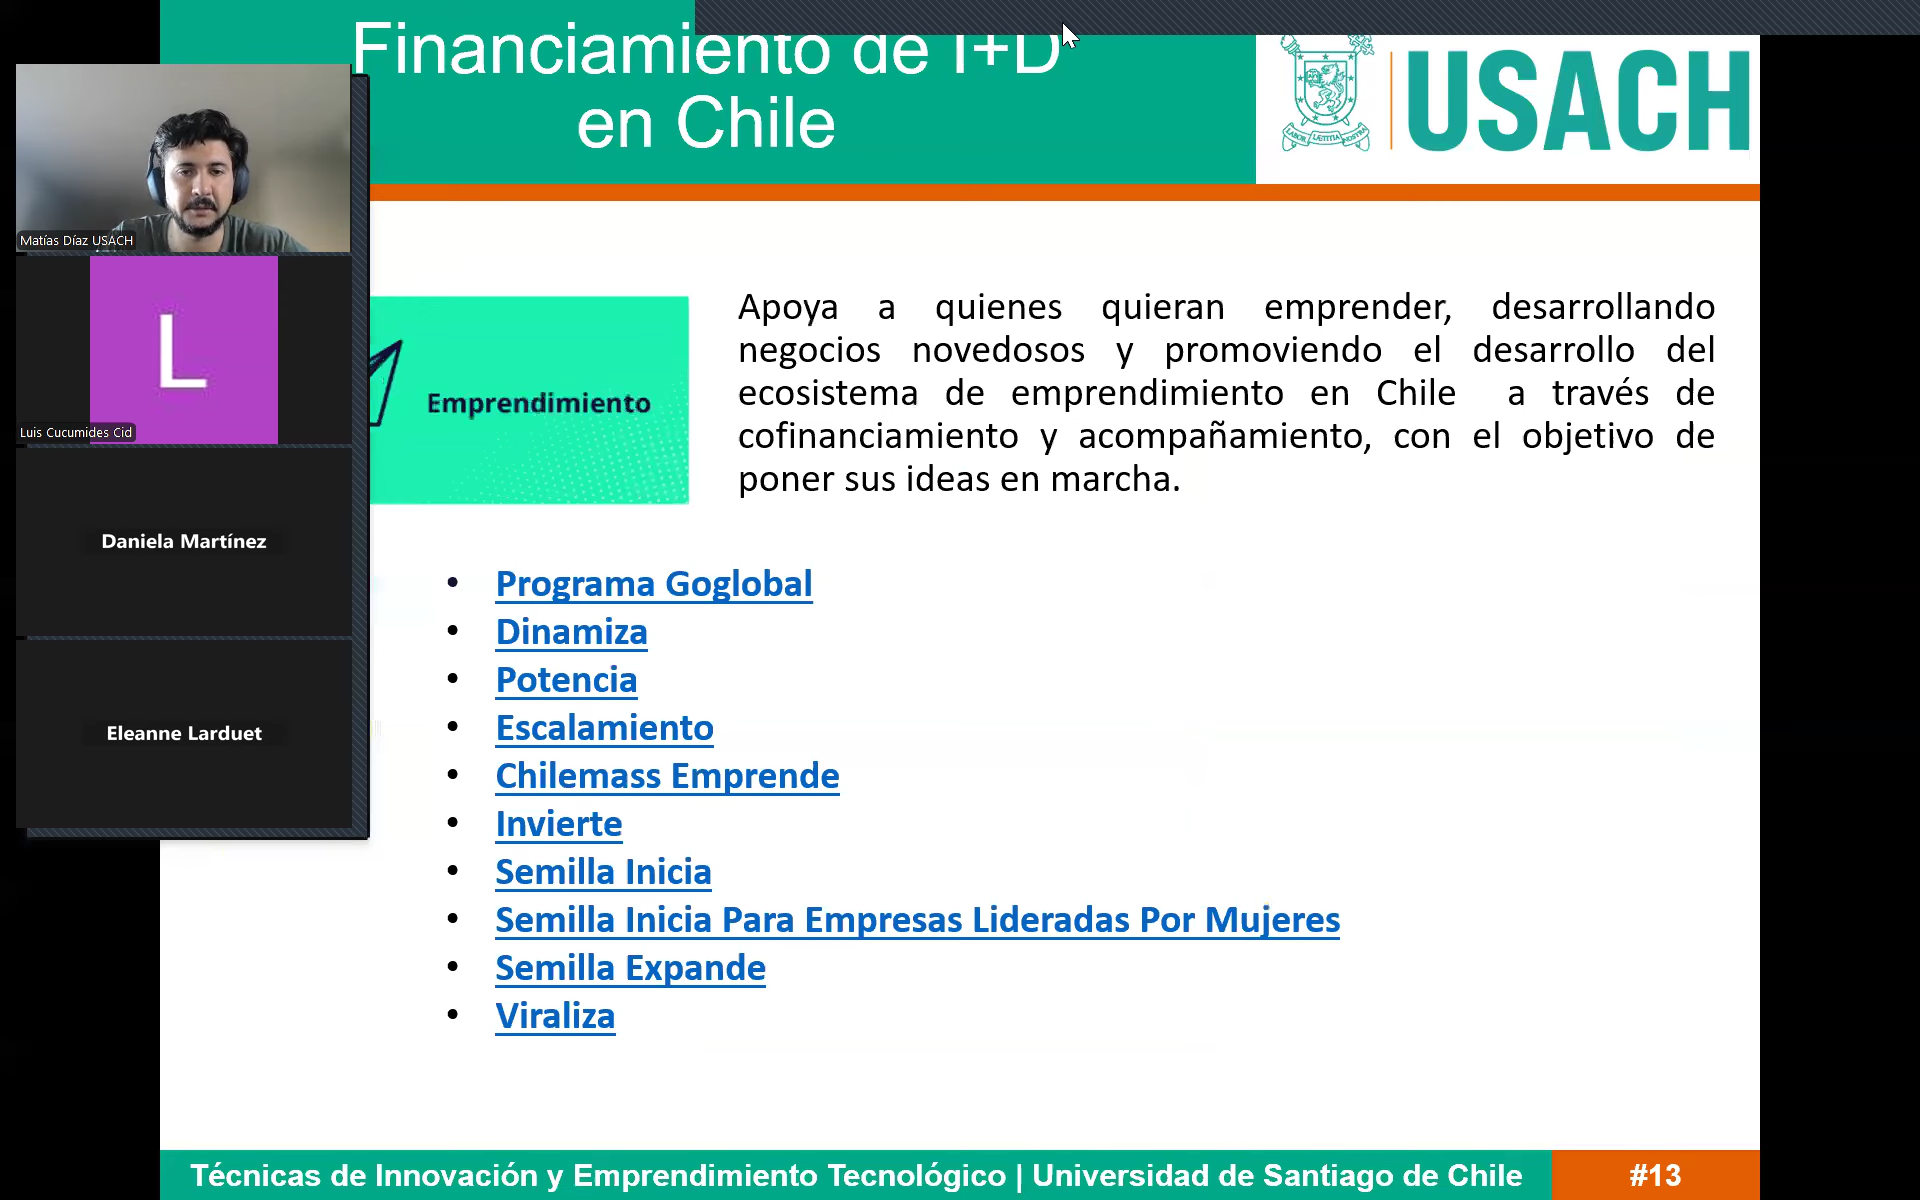 Financiamiento de I+D
en Chile
LABOR LÆTITIA NOSTRA
USACH
Matías Díaz USACH
L
Luis Cucumides Cid
Daniela Martínez
Eleanne Larduet
Emprendimiento
Apoya a quienes quieran emprender, desarrollando
negocios novedosos y promoviendo el desarrollo del
ecosistema de emprendimiento en Chile a través de
cofinanciamiento y acompañamiento, con el objetivo de
poner sus ideas en marcha.
• Programa Goglobal
• Dinamiza
• Potencia
• Escalamiento
• Chilemass Emprende
• Invierte
• Semilla Inicia
• Semilla Inicia Para Empresas Lideradas Por Mujeres
• Semilla Expande
• Viraliza
Técnicas de Innovación y Emprendimiento Tecnológico | Universidad de Santiago de Chile
#13